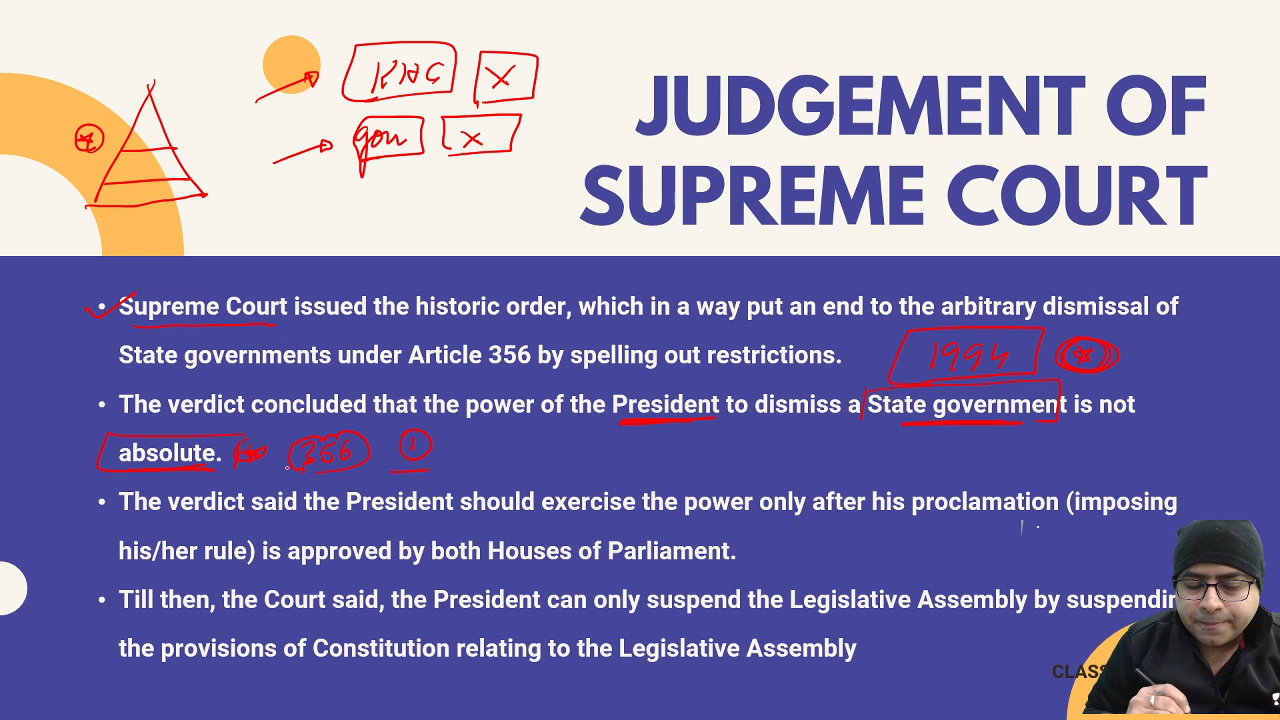 KHC X
gov X
JUDGEMENT OF
SUPREME COURT
• Supreme Court issued the historic order, which in a way put an end to the arbitrary dismissal of
State governments under Article 356 by spelling out restrictions.
1994
• The verdict concluded that the power of the President to dismiss a State government is not
absolute. 356 1
• The verdict said the President should exercise the power only after his proclamation (imposing
his/her rule) is approved by both Houses of Parliament.
• Till then, the Court said, the President can only suspend the Legislative Assembly by suspendin
the provisions of Constitution relating to the Legislative Assembly
CLASS